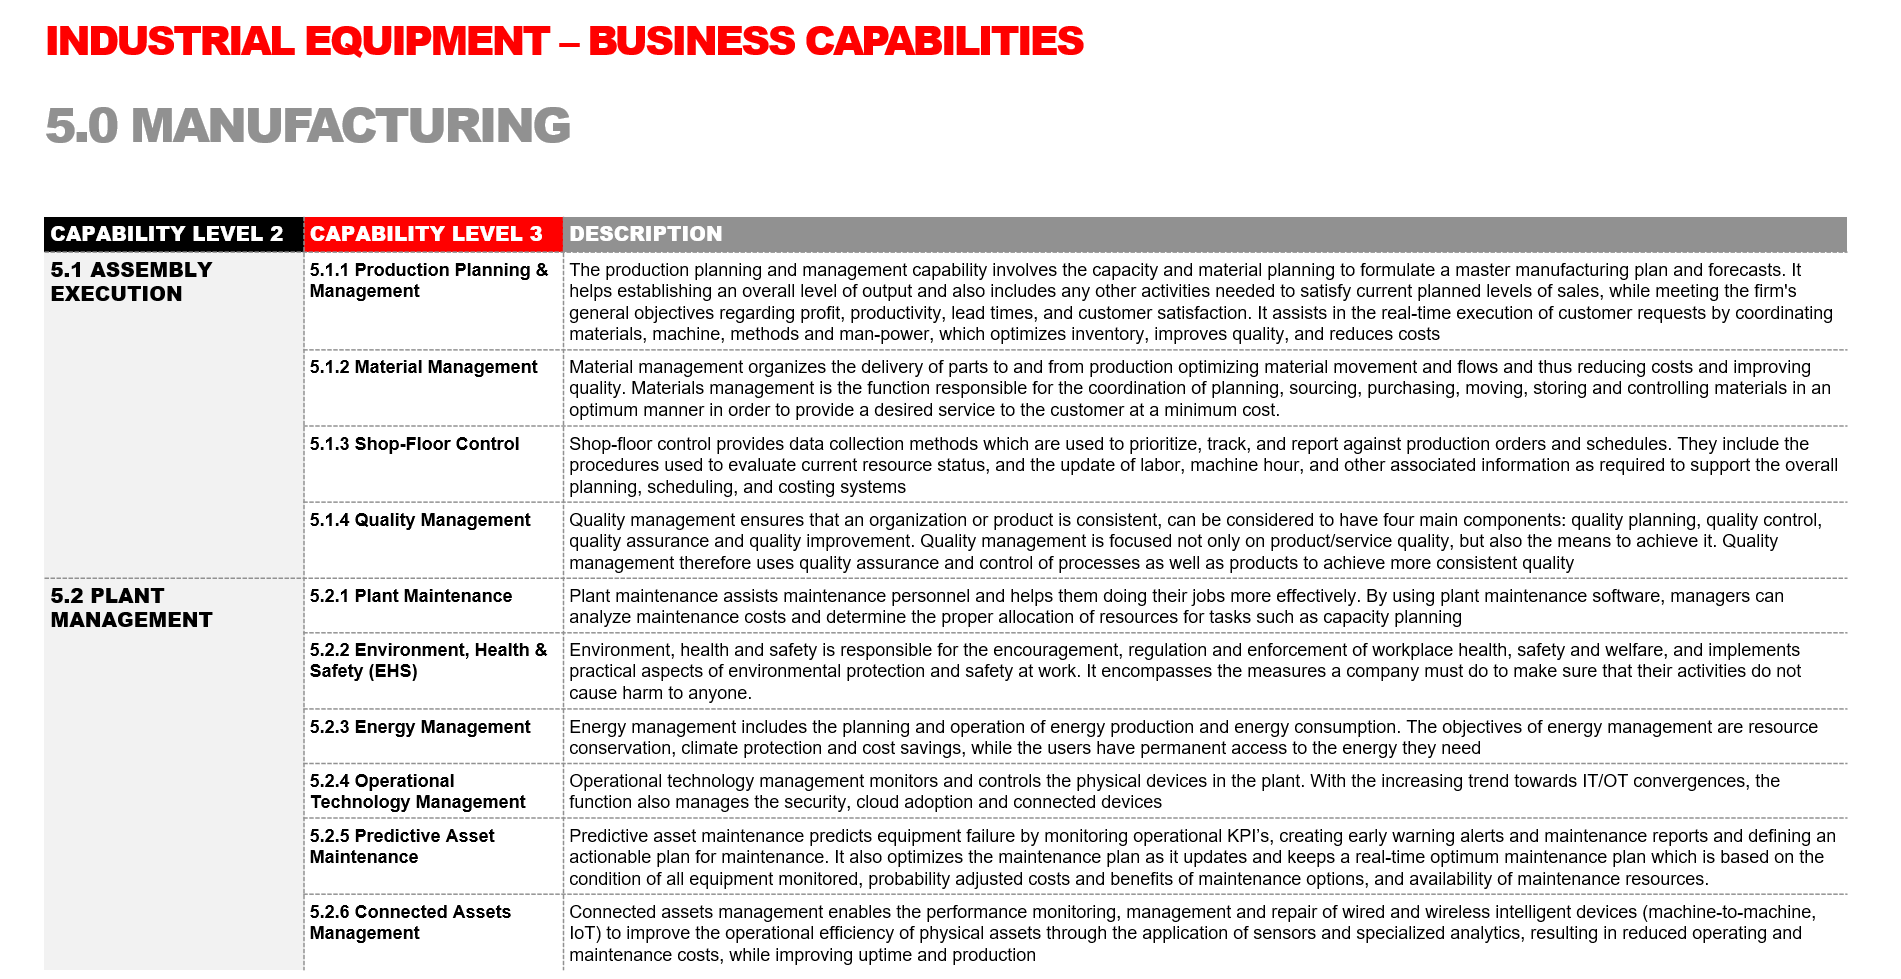 INDUSTRIAL EQUIPMENT – BUSINESS CAPABILITIES
5.0 MANUFACTURING
CAPABILITY LEVEL 2
CAPABILITY LEVEL 3
DESCRIPTION
5.1 ASSEMBLY
EXECUTION
5.1.1 Production Planning &
Management
The production planning and management capability involves the capacity and material planning to formulate a master manufacturing plan and forecasts. It
helps establishing an overall level of output and also includes any other activities needed to satisfy current planned levels of sales, while meeting the firm's
general objectives regarding profit, productivity, lead times, and customer satisfaction. It assists in the real-time execution of customer requests by coordinating
materials, machine, methods and man-power, which optimizes inventory, improves quality, and reduces costs
5.1.2 Material Management
Material management organizes the delivery of parts to and from production optimizing material movement and flows and thus reducing costs and improving
quality. Materials management is the function responsible for the coordination of planning, sourcing, purchasing, moving, storing and controlling materials in an
optimum manner in order to provide a desired service to the customer at a minimum cost.
5.1.3 Shop-Floor Control
Shop-floor control provides data collection methods which are used to prioritize, track, and report against production orders and schedules. They include the
procedures used to evaluate current resource status, and the update of labor, machine hour, and other associated information as required to support the overall
planning, scheduling, and costing systems
5.1.4 Quality Management
Quality management ensures that an organization or product is consistent, can be considered to have four main components: quality planning, quality control,
quality assurance and quality improvement. Quality management is focused not only on product/service quality, but also the means to achieve it. Quality
management therefore uses quality assurance and control of processes as well as products to achieve more consistent quality
5.2 PLANT
MANAGEMENT
5.2.1 Plant Maintenance
Plant maintenance assists maintenance personnel and helps them doing their jobs more effectively. By using plant maintenance software, managers can
analyze maintenance costs and determine the proper allocation of resources for tasks such as capacity planning
5.2.2 Environment, Health &
Safety (EHS)
Environment, health and safety is responsible for the encouragement, regulation and enforcement of workplace health, safety and welfare, and implements
practical aspects of environmental protection and safety at work. It encompasses the measures a company must do to make sure that their activities do not
cause harm to anyone.
5.2.3 Energy Management
Energy management includes the planning and operation of energy production and energy consumption. The objectives of energy management are resource
conservation, climate protection and cost savings, while the users have permanent access to the energy they need
5.2.4 Operational
Technology Management
Operational technology management monitors and controls the physical devices in the plant. With the increasing trend towards IT/OT convergences, the
function also manages the security, cloud adoption and connected devices
5.2.5 Predictive Asset
Maintenance
Predictive asset maintenance predicts equipment failure by monitoring operational KPI’s, creating early warning alerts and maintenance reports and defining an
actionable plan for maintenance. It also optimizes the maintenance plan as it updates and keeps a real-time optimum maintenance plan which is based on the
condition of all equipment monitored, probability adjusted costs and benefits of maintenance options, and availability of maintenance resources.
5.2.6 Connected Assets
Management
Connected assets management enables the performance monitoring, management and repair of wired and wireless intelligent devices (machine-to-machine,
IoT) to improve the operational efficiency of physical assets through the application of sensors and specialized analytics, resulting in reduced operating and
maintenance costs, while improving uptime and production